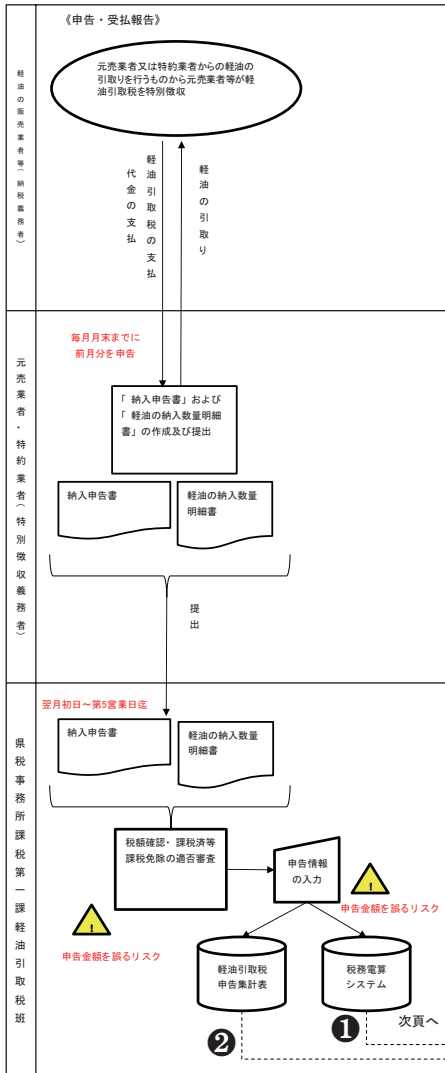 《申告・受払報告》
軽油の販売業者等（納税義務者）
元売業者又は特約業者からの軽油の
引取りを行うものから元売業者等が軽
油引取税を特別徴収
軽油引取税の支払
代金の支払
軽油の引取り
元売業者・特約業者（特別徴収義務者）
毎月月末までに
前月分を申告
「納入申告書」および
「軽油の納入数量明細
書」の作成及び提出
納入申告書
軽油の納入数量
明細書
提出
県税事務所課税第一課軽油引取税班
翌月初日～第5営業日迄
納入申告書
軽油の納入数量
明細書
税額確認・課税済等
課税免除の適否審査
申告情報
の入力
!
申告金額を誤るリスク
!
申告金額を誤るリスク
軽油引取税
申告集計表
税務電算
システム
❷
❶
次頁へ